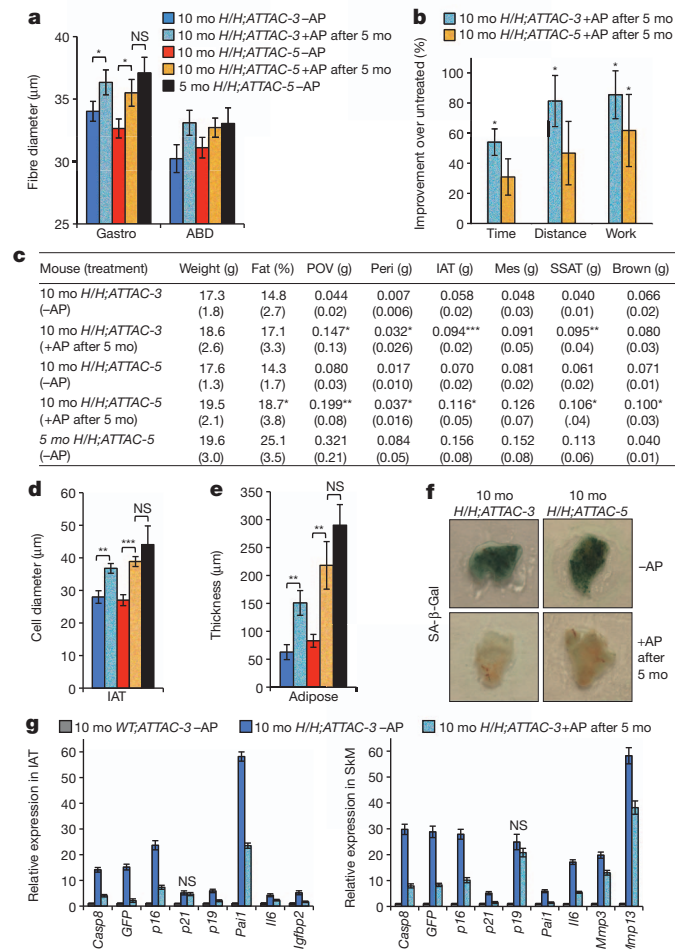 a
10 mo H/H;ATTAC-3 –AP
10 mo H/H;ATTAC-3 +AP after 5 mo
10 mo H/H;ATTAC-5 –AP
10 mo H/H;ATTAC-5 +AP after 5 mo
5 mo H/H;ATTAC-5 –AP
Fibre diameter (µm)
40
35
30
25
* * NS
Gastro ABD
b
10 mo H/H;ATTAC-3 +AP after 5 mo
10 mo H/H;ATTAC-5 +AP after 5 mo
Improvement over untreated (%)
100
80
60
40
20
0
* * * *
Time Distance Work
c
Mouse (treatment) Weight (g) Fat (%) POV (g) Peri (g) IAT (g) Mes (g) SSAT (g) Brown (g)
10 mo H/H;ATTAC-3 17.3 14.8 0.044 0.007 0.058 0.048 0.040 0.066
(–AP) (1.8) (2.7) (0.02) (0.006) (0.02) (0.03) (0.01) (0.02)
10 mo H/H;ATTAC-3 18.6 17.1 0.147* 0.032* 0.094*** 0.091 0.095** 0.080
(+AP after 5 mo) (2.6) (3.3) (0.13) (0.026) (0.02) (0.05) (0.04) (0.03)
10 mo H/H;ATTAC-5 17.6 14.3 0.080 0.017 0.070 0.081 0.061 0.071
(–AP) (1.3) (1.7) (0.03) (0.010) (0.02) (0.02) (0.02) (0.01)
10 mo H/H;ATTAC-5 19.5 18.7* 0.199** 0.037* 0.116* 0.126 0.106* 0.100*
(+AP after 5 mo) (2.1) (3.8) (0.08) (0.016) (0.05) (0.07) (.04) (0.03)
5 mo H/H;ATTAC-5 19.6 25.1 0.321 0.084 0.156 0.152 0.113 0.040
(–AP) (3.0) (3.5) (0.21) (0.05) (0.08) (0.08) (0.06) (0.01)
d
Cell diameter (µm)
60
50
40
30
20
10
0
** *** NS
IAT
e
Thickness (µm)
350
300
250
200
150
100
50
0
** ** NS
Adipose
f
10 mo H/H;ATTAC-3
10 mo H/H;ATTAC-5
SA-β-Gal
–AP
+AP after 5 mo
g
10 mo WT;ATTAC-3 –AP
10 mo H/H;ATTAC-3 –AP
10 mo H/H;ATTAC-3 +AP after 5 mo
Relative expression in IAT
60
50
40
30
20
10
0
NS
Casp8 GFP p16 p21 p19 Pai1 Il6 Igfbp2
Relative expression in SkM
60
50
40
30
20
10
0
NS
Casp8 GFP p16 p21 p19 Pai1 Il6 Mmp3 Mmp13